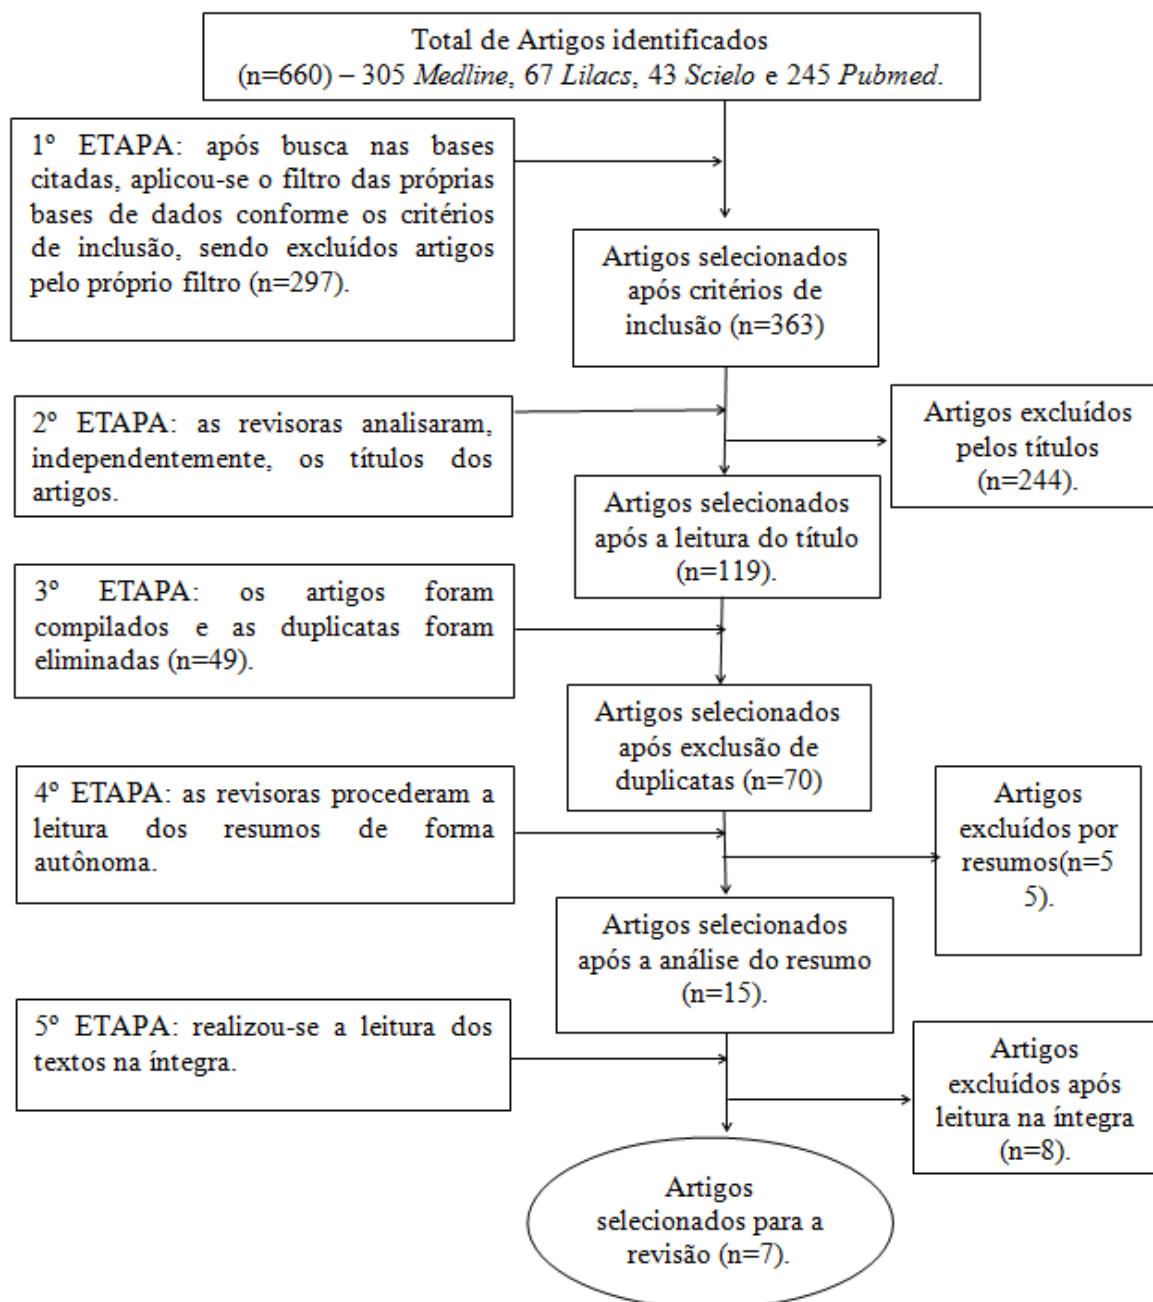 Total de Artigos identificados
(n=660) – 305 Medline, 67 Lilacs, 43 Scielo e 245 Pubmed.
1º ETAPA: após busca nas bases
citadas, aplicou-se o filtro das próprias
bases de dados conforme os critérios
de inclusão, sendo excluídos artigos
pelo próprio filtro (n=297).
Artigos selecionados
após critérios de
inclusão (n=363)
2º ETAPA: as revisoras analisaram,
independentemente, os títulos dos
artigos.
Artigos excluídos
pelos títulos
(n=244).
Artigos selecionados
após a leitura do título
(n=119).
3º ETAPA: os artigos foram
compilados e as duplicatas foram
eliminadas (n=49).
Artigos selecionados
após exclusão de
duplicatas (n=70)
4º ETAPA: as revisoras procederam a
leitura dos resumos de forma
autônoma.
Artigos
excluídos por
resumos(n=5
5).
Artigos selecionados
após a análise do resumo
(n=15).
5º ETAPA: realizou-se a leitura dos
textos na íntegra.
Artigos
excluídos após
leitura na íntegra
(n=8).
Artigos
selecionados para a
revisão (n=7).